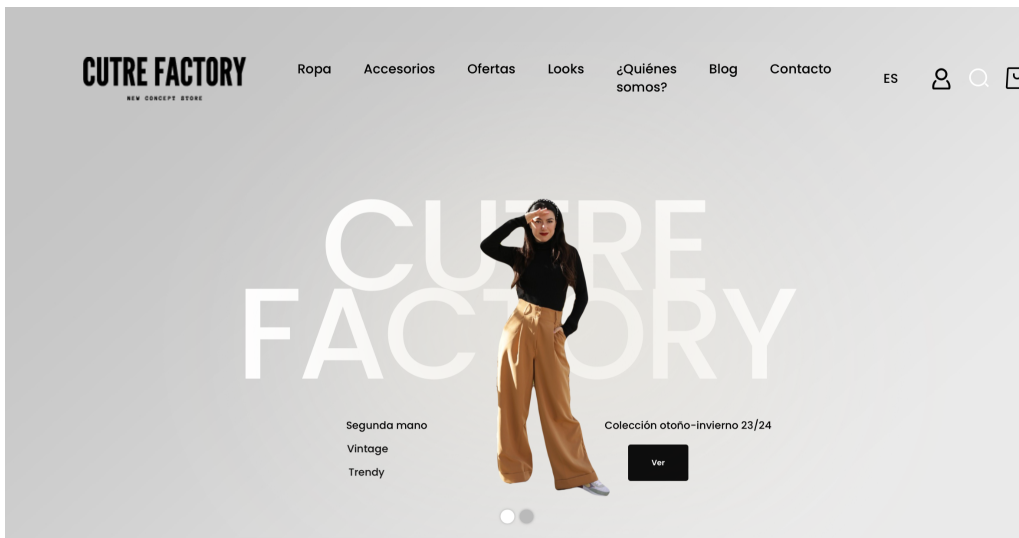 CUTRE FACTORY
NEW CONCEPT STORE
Ropa
Accesorios
Ofertas
Looks
¿Quiénes
somos?
Blog
Contacto
ES
CUTRE
FACTORY
Segunda mano
Vintage
Trendy
Colección otoño-invierno 23/24
Ver